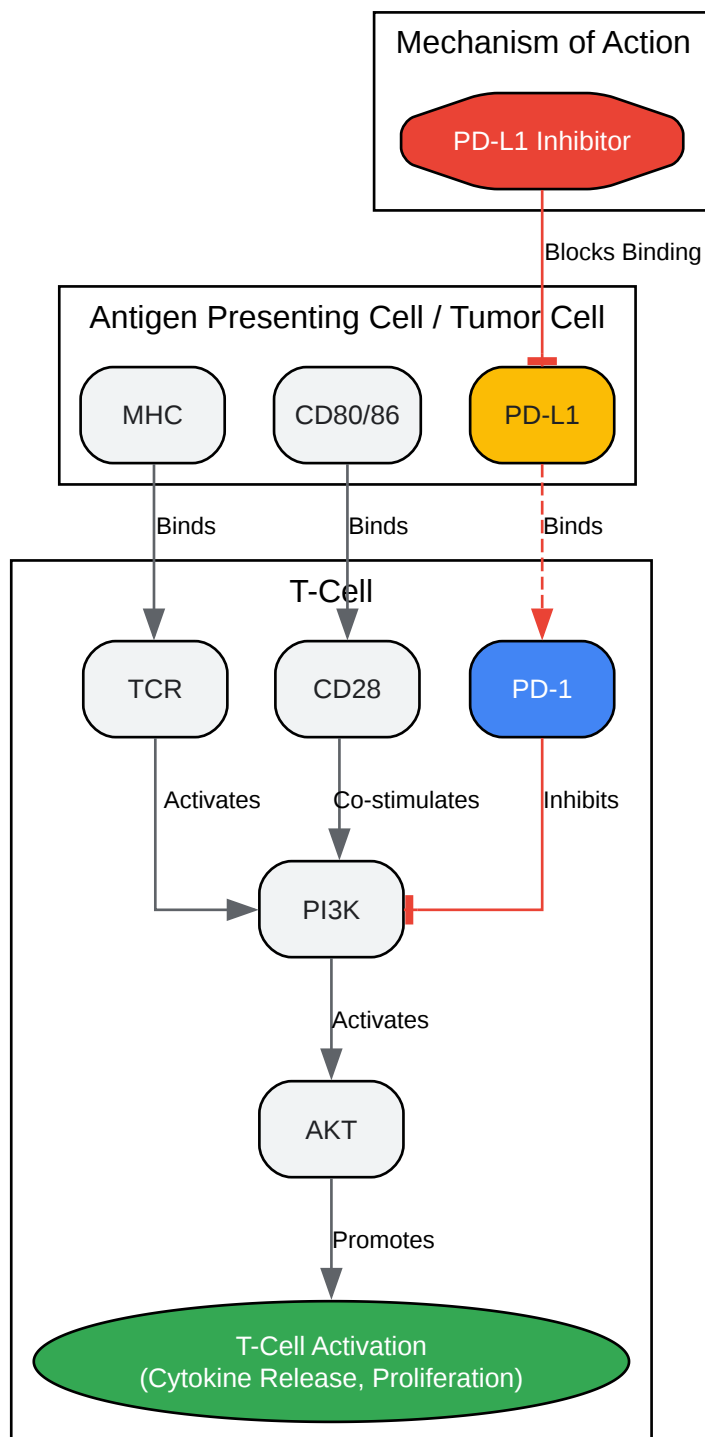 Mechanism of Action
PD-L1 Inhibitor
Blocks Binding
Antigen Presenting Cell / Tumor Cell
MHC
CD80/86
PD-L1
Binds
Binds
Binds
T-Cell
TCR
CD28
PD-1
Activates
Co-stimulates
Inhibits
PI3K
Activates
AKT
Promotes
T-Cell Activation
(Cytokine Release, Proliferation)